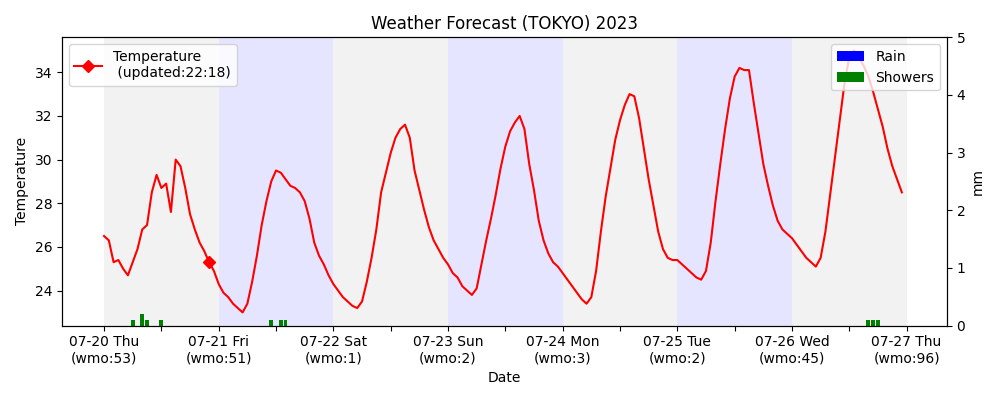 Weather Forecast (TOKYO) 2023
Temperature
(updated:22:18)
Rain
Showers
Temperature
34
32
30
28
26
24
5
4
3
2
1
0
mm
07-20 Thu
(wmo:53)
07-21 Fri
(wmo:51)
07-22 Sat
(wmo:1)
07-23 Sun
(wmo:2)
07-24 Mon
(wmo:3)
07-25 Tue
(wmo:2)
07-26 Wed
(wmo:45)
07-27 Thu
(wmo:96)
Date